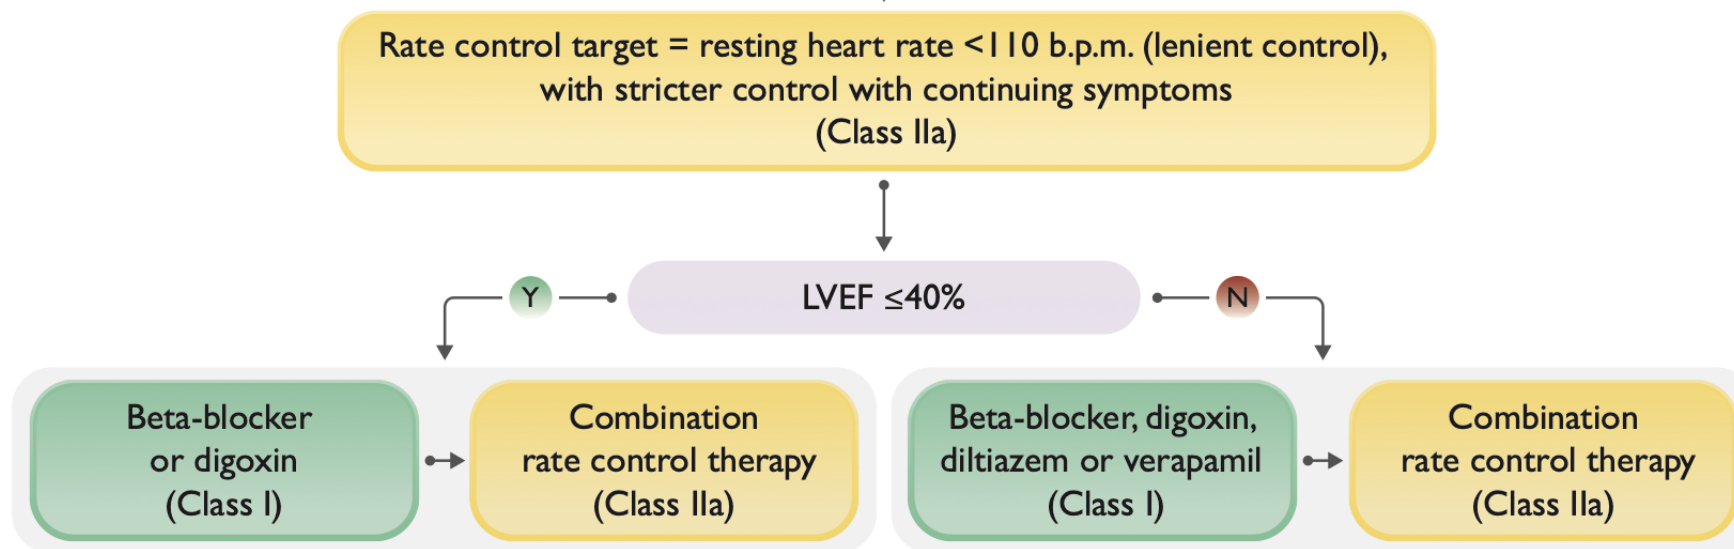 Rate control target = resting heart rate <110 b.p.m. (lenient control),
with stricter control with continuing symptoms
(Class IIa)
Y
LVEF ≤40%
N
Beta-blocker
or digoxin
(Class I)
Combination
rate control therapy
(Class IIa)
Beta-blocker, digoxin,
diltiazem or verapamil
(Class I)
Combination
rate control therapy
(Class IIa)